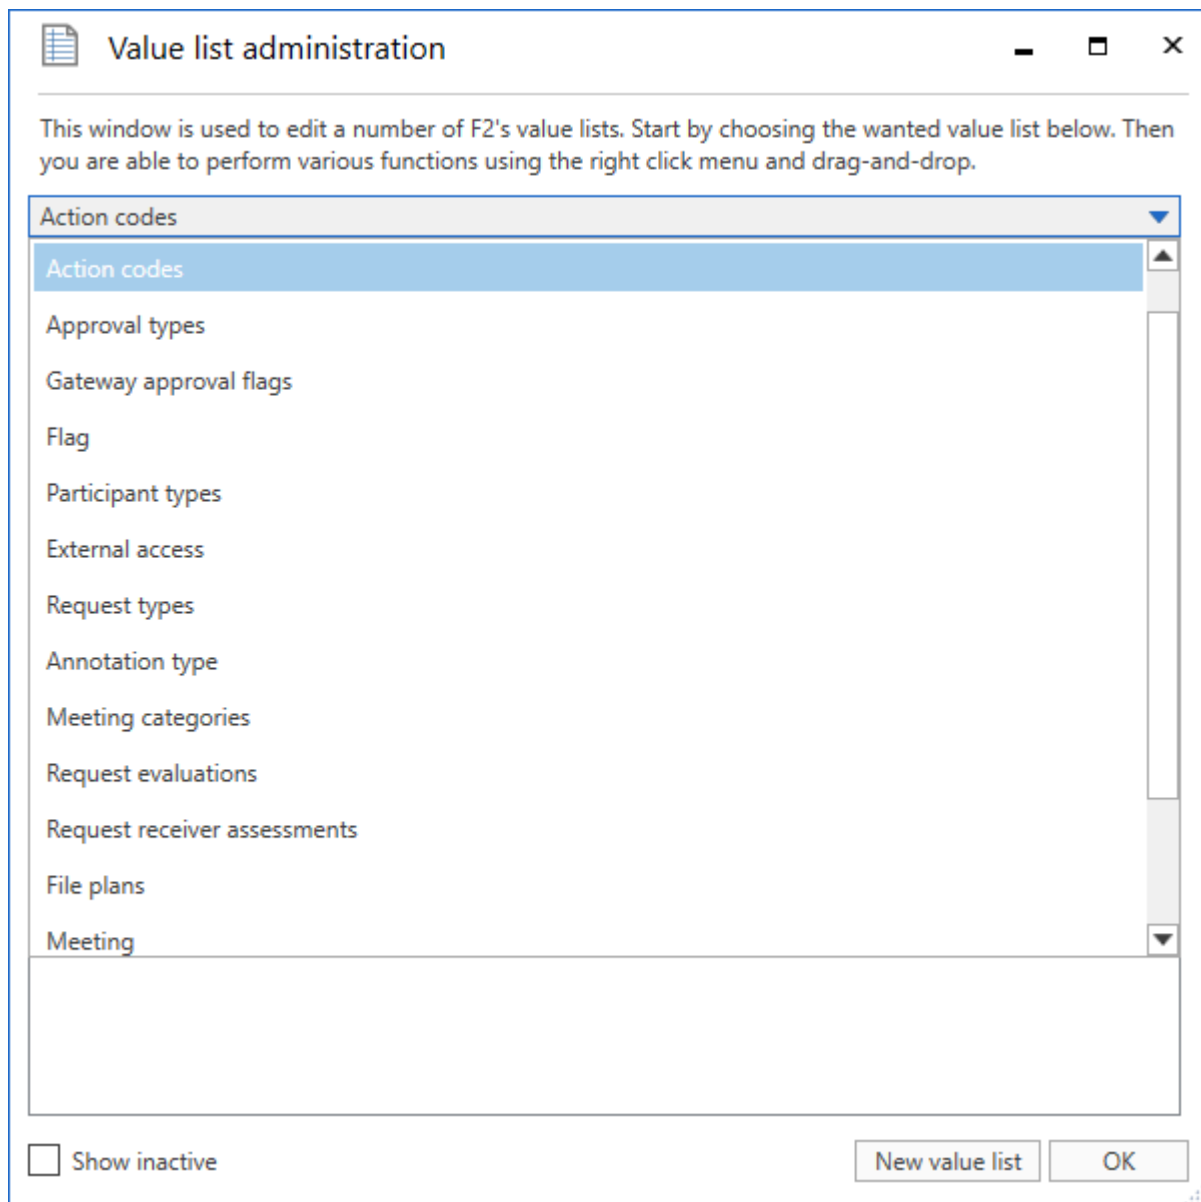 Value list administration
This window is used to edit a number of F2's value lists. Start by choosing the wanted value list below. Then
you are able to perform various functions using the right click menu and drag-and-drop.
Action codes
Action codes
Approval types
Gateway approval flags
Flag
Participant types
External access
Request types
Annotation type
Meeting categories
Request evaluations
Request receiver assessments
File plans
Meeting
Show inactive
New value list
OK